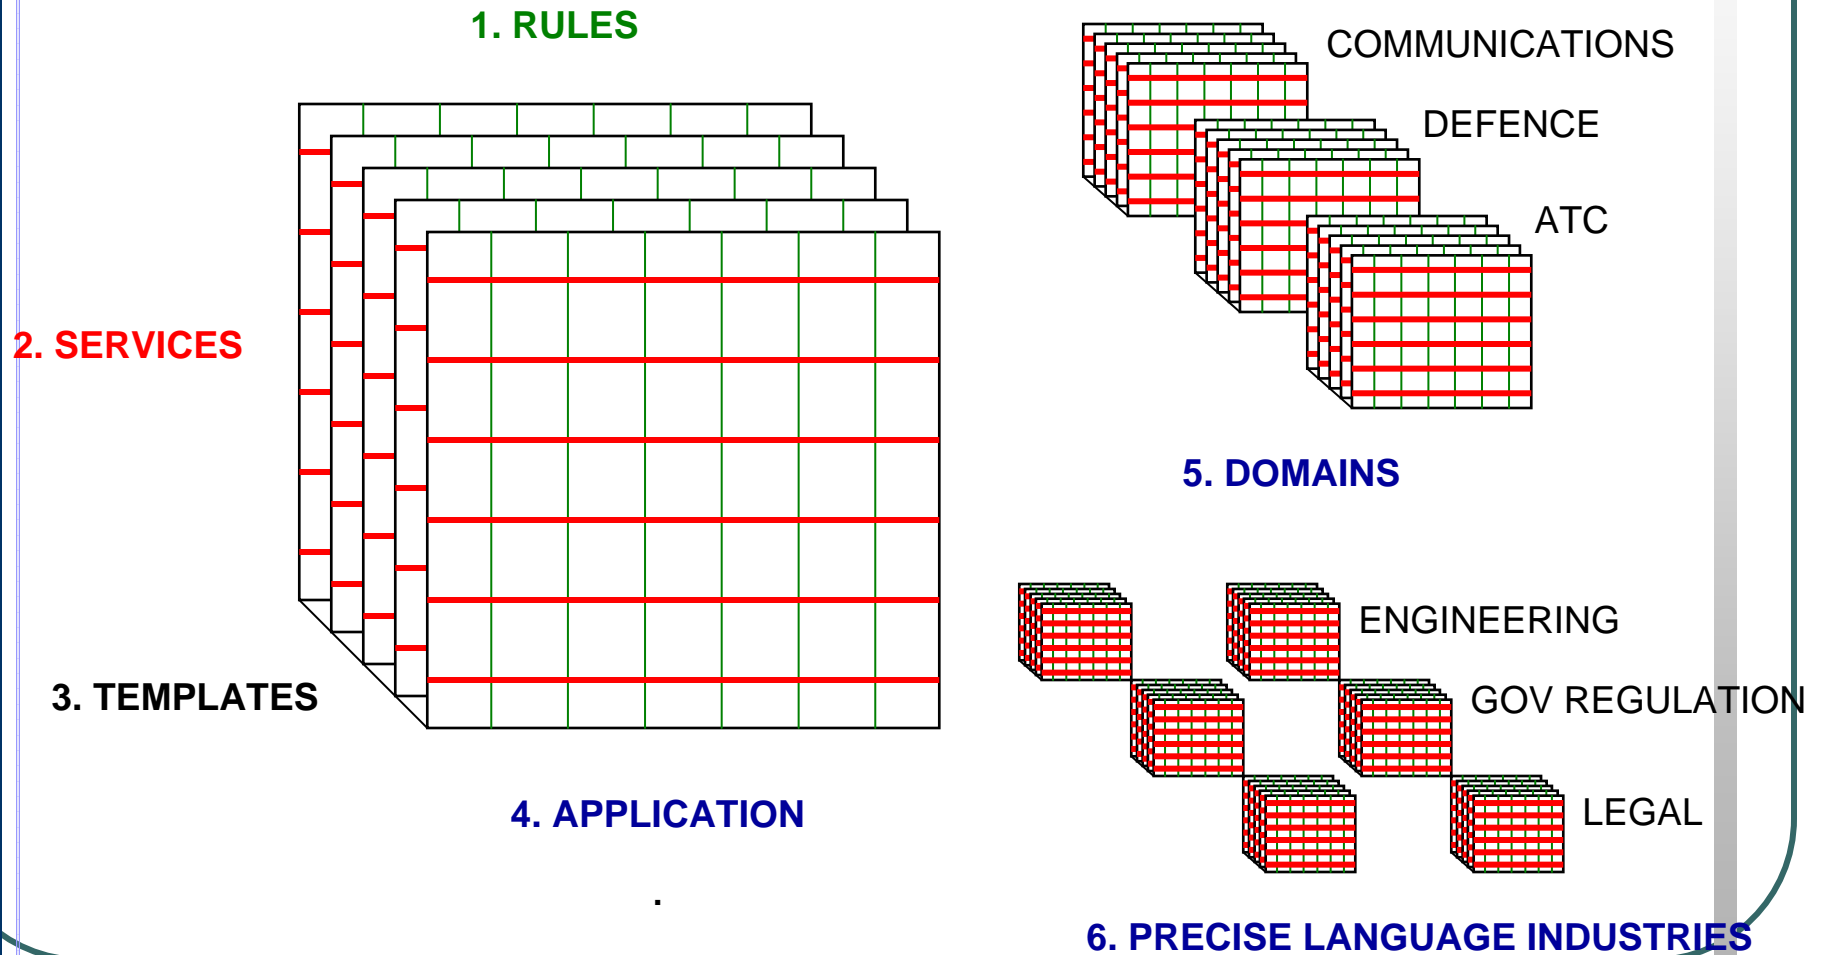 1. RULES
COMMUNICATIONS
DEFENCE
ATC
2. SERVICES
5. DOMAINS
ENGINEERING
3. TEMPLATES
GOV REGULATION
4. APPLICATION
LEGAL
.
6. PRECISE LANGUAGE INDUSTRIES